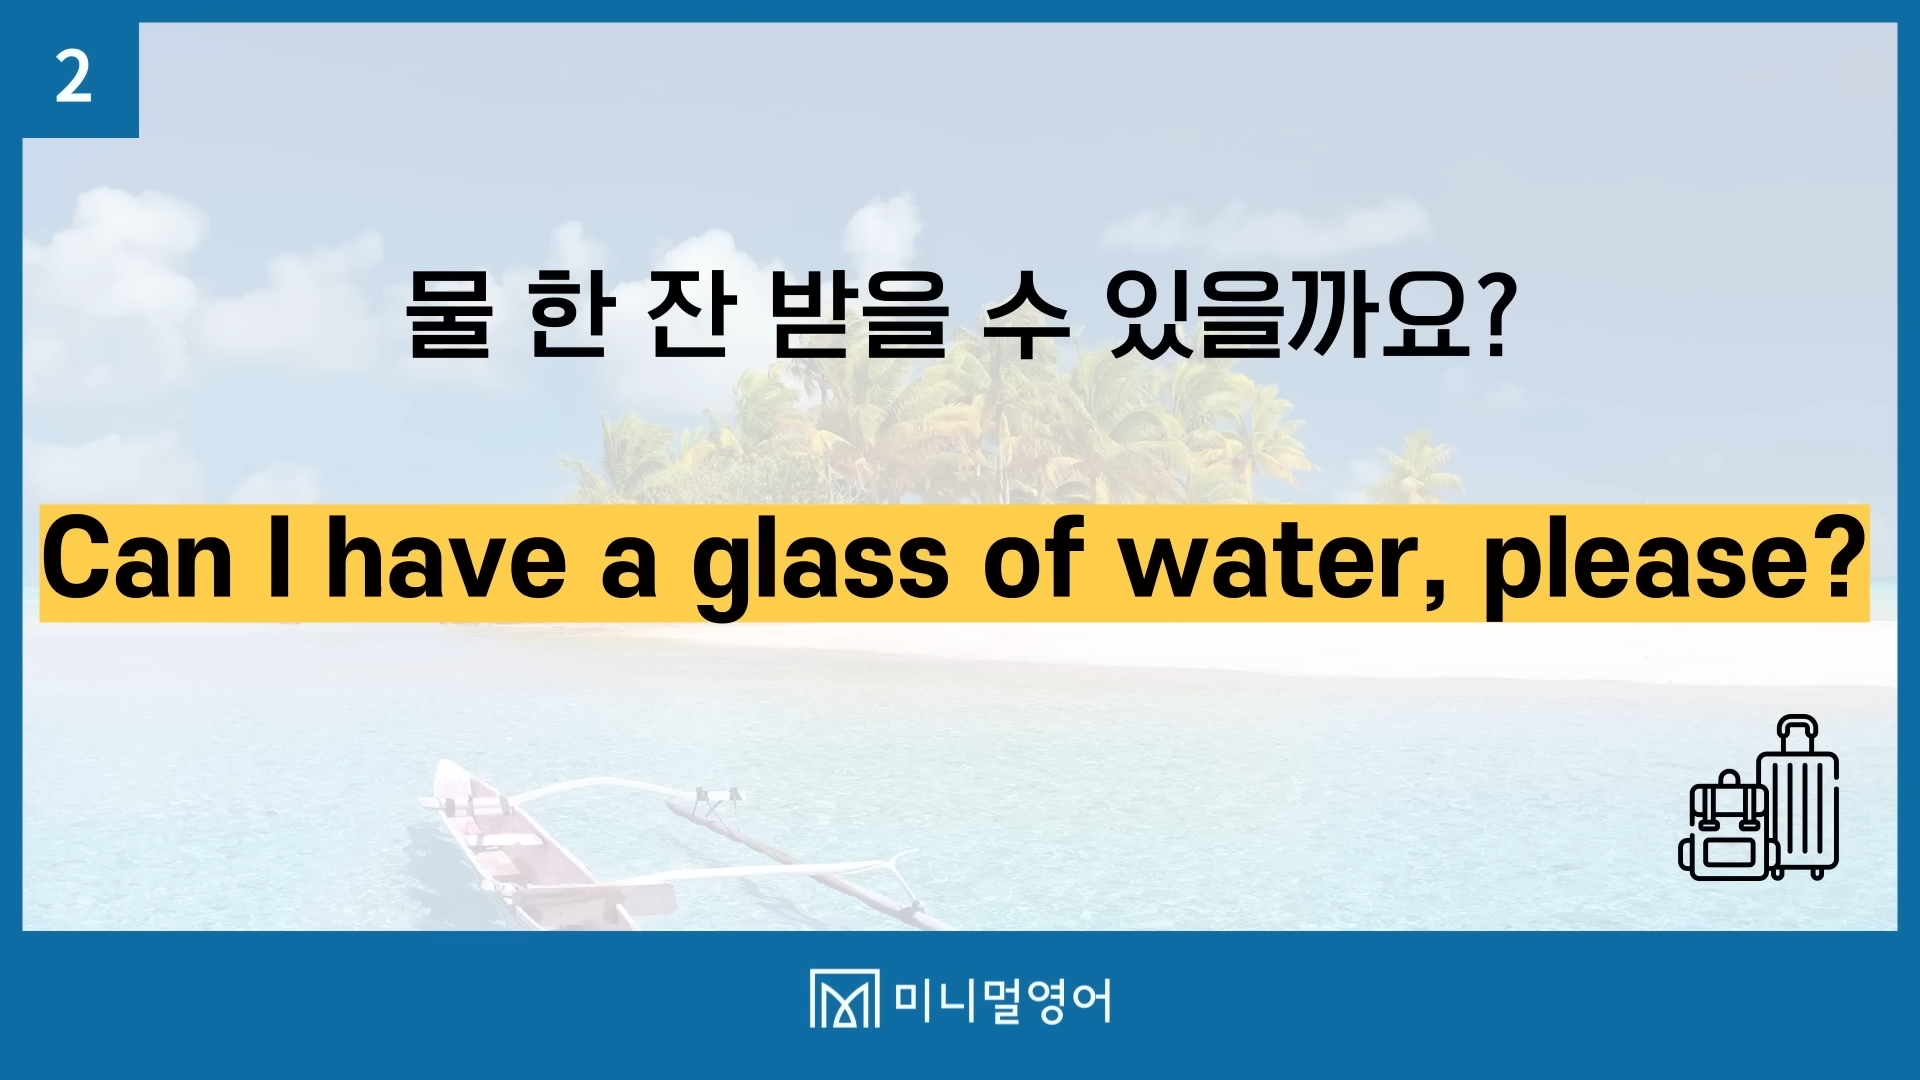 2
물 한 잔 받을 수 있을까요?
Can I have a glass of water, please?
미니멀영어